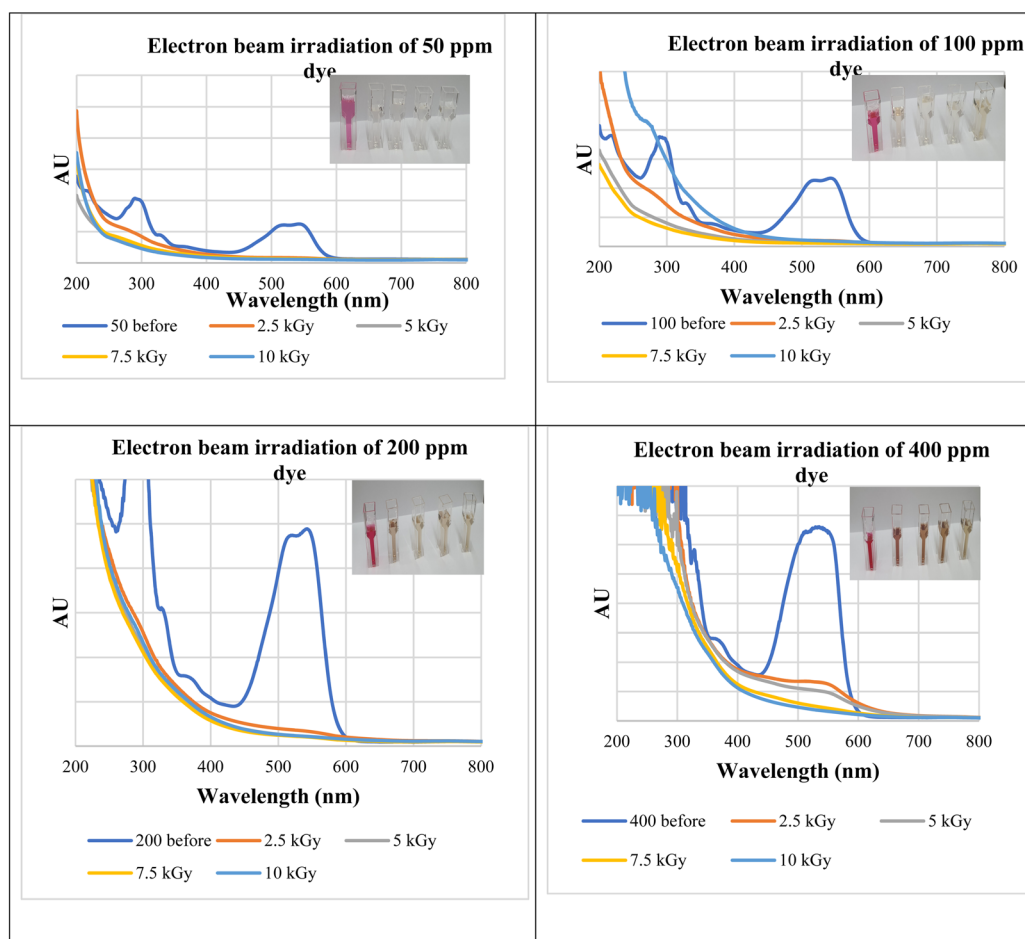 Electron beam irradiation of 50 ppm
dye
AU
200 300 400 500 600 700 800
Wavelength (nm)
50 before 2.5 kGy 5 kGy
7.5 kGy 10 kGy
Electron beam irradiation of 100 ppm
dye
AU
200 300 400 500 600 700 800
Wavelength (nm)
100 before 2.5 kGy 5 kGy
7.5 kGy 10 kGy
Electron beam irradiation of 200 ppm
dye
AU
200 300 400 500 600 700 800
Wavelength (nm)
200 before 2.5 kGy 5 kGy
7.5 kGy 10 kGy
Electron beam irradiation of 400 ppm
dye
AU
200 300 400 500 600 700 800
Wavelength (nm)
400 before 2.5 kGy 5 kGy
7.5 kGy 10 kGy